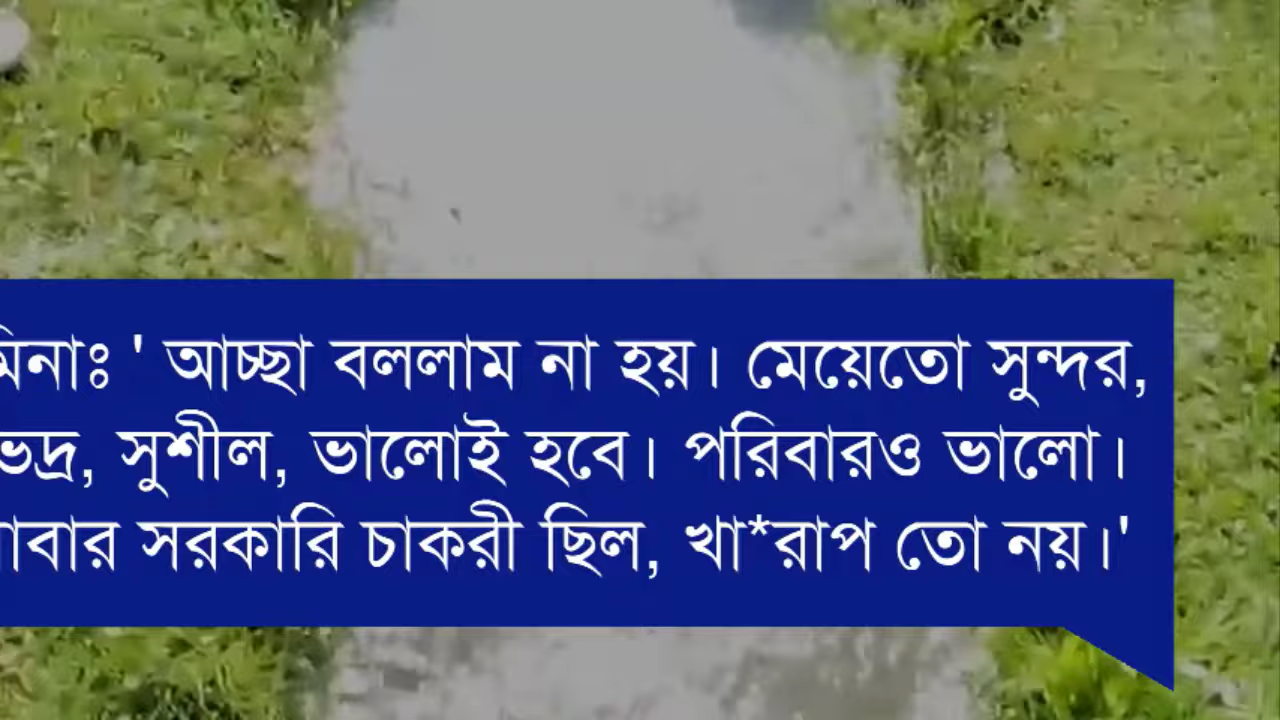 মিনাঃ ' আচ্ছা বললাম না হয়। মেয়েতো সুন্দর,
ভদ্র, সুশীল, ভালোই হবে। পরিবারও ভালো।
সরকারি চাকরী ছিল, খা*রাপ তো নয়।'